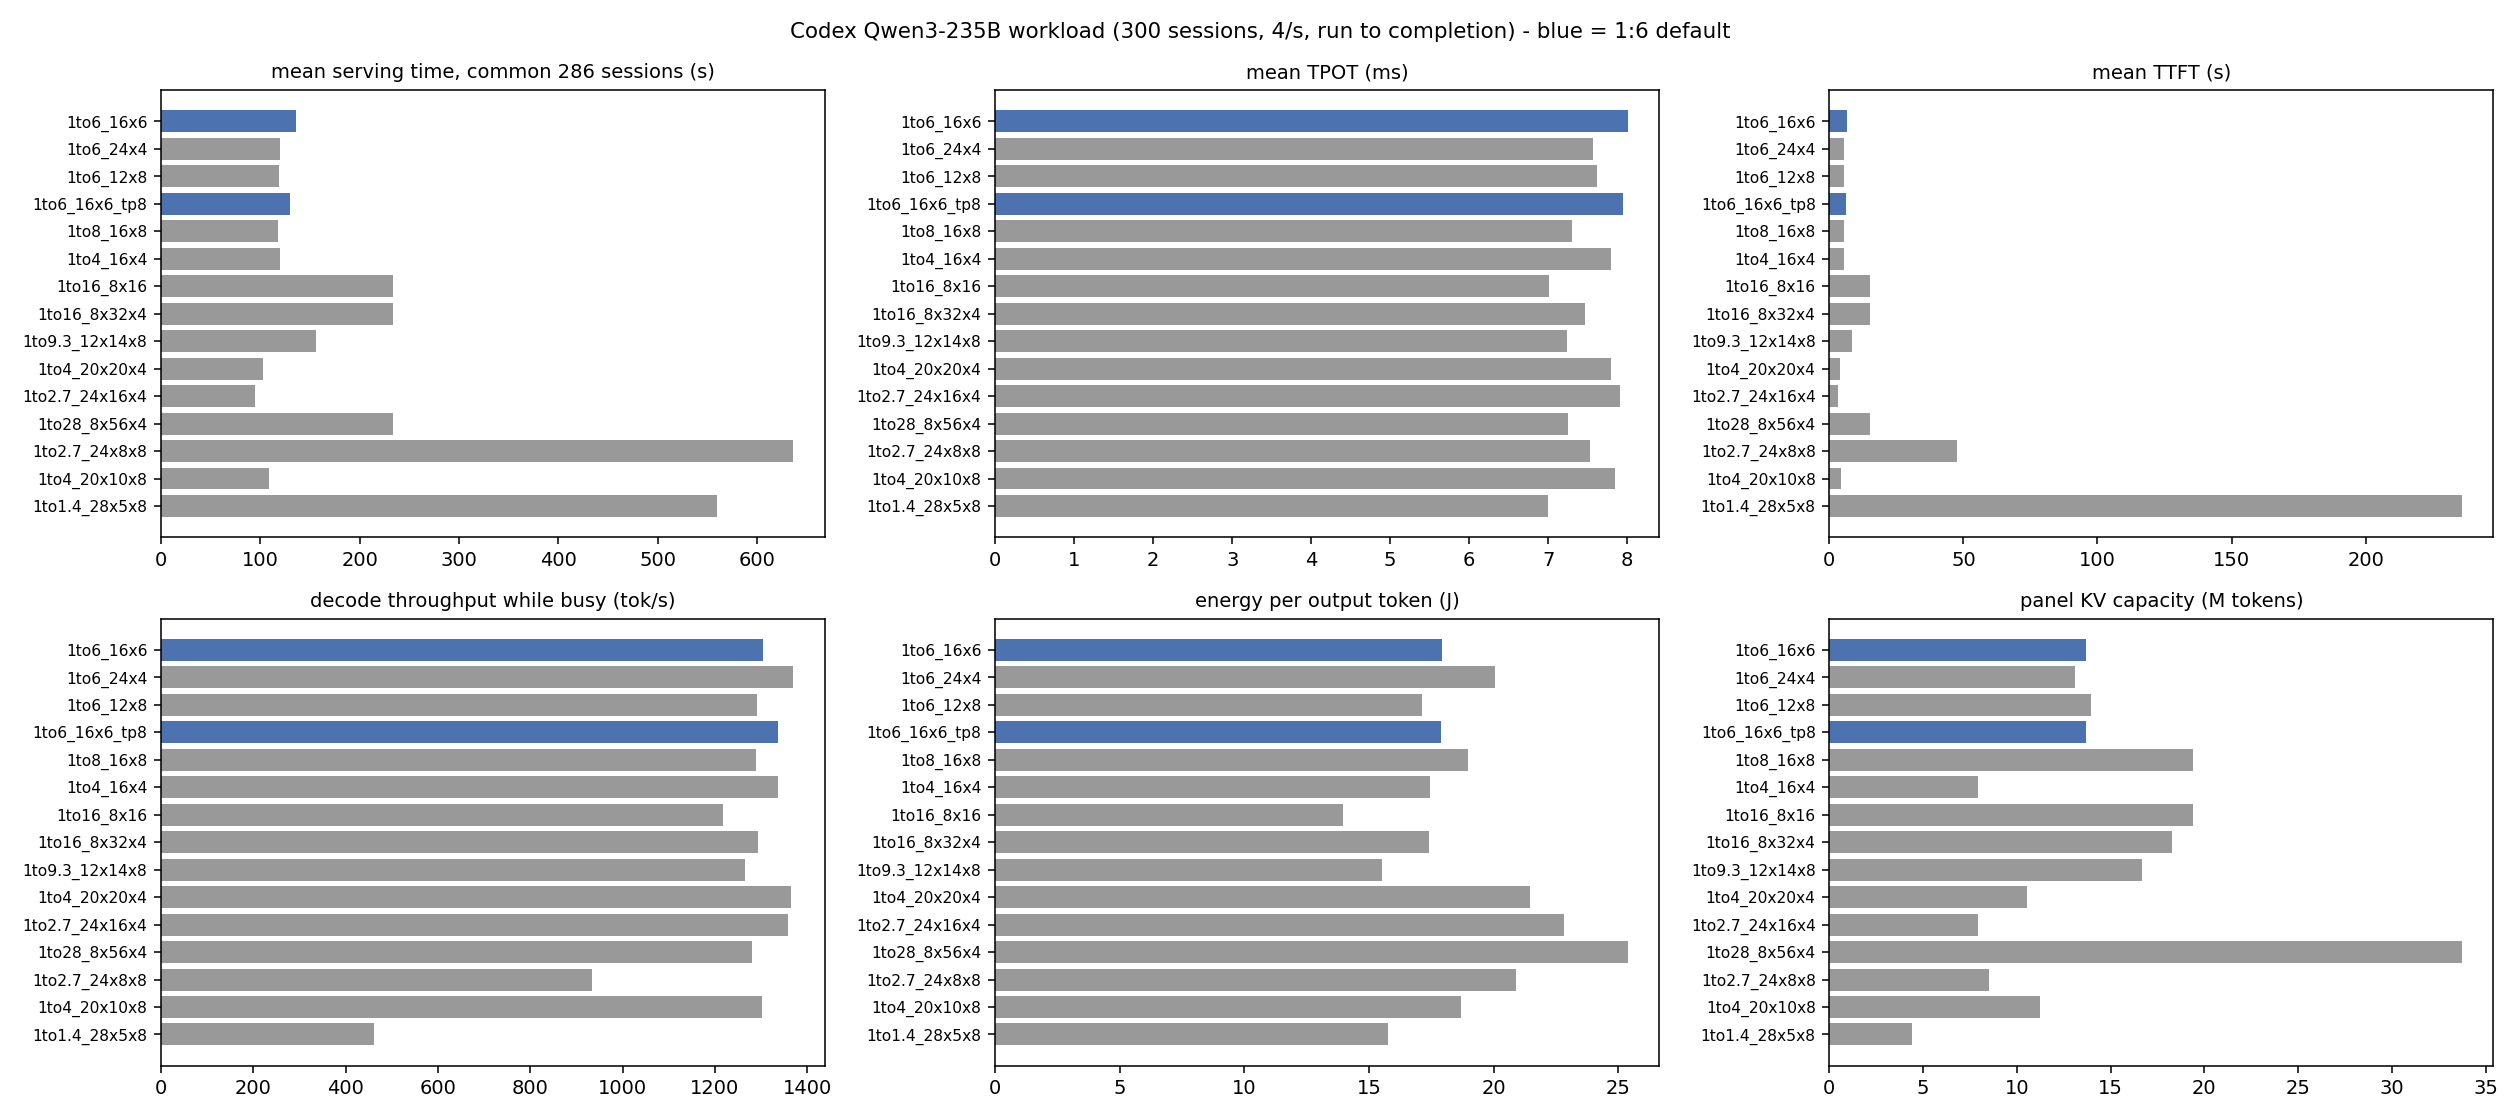 Codex Qwen3-235B workload (300 sessions, 4/s, run to completion) - blue = 1:6 default
mean serving time, common 286 sessions (s)
1to6_16x6
1to6_24x4
1to6_12x8
1to6_16x6_tp8
1to8_16x8
1to4_16x4
1to16_8x16
1to16_8x32x4
1to9.3_12x14x8
1to4_20x20x4
1to2.7_24x16x4
1to28_8x56x4
1to2.7_24x8x8
1to4_20x10x8
1to1.4_28x5x8
0 100 200 300 400 500 600
mean TPOT (ms)
1to6_16x6
1to6_24x4
1to6_12x8
1to6_16x6_tp8
1to8_16x8
1to4_16x4
1to16_8x16
1to16_8x32x4
1to9.3_12x14x8
1to4_20x20x4
1to2.7_24x16x4
1to28_8x56x4
1to2.7_24x8x8
1to4_20x10x8
1to1.4_28x5x8
0 1 2 3 4 5 6 7 8
mean TTFT (s)
1to6_16x6
1to6_24x4
1to6_12x8
1to6_16x6_tp8
1to8_16x8
1to4_16x4
1to16_8x16
1to16_8x32x4
1to9.3_12x14x8
1to4_20x20x4
1to2.7_24x16x4
1to28_8x56x4
1to2.7_24x8x8
1to4_20x10x8
1to1.4_28x5x8
0 50 100 150 200
decode throughput while busy (tok/s)
1to6_16x6
1to6_24x4
1to6_12x8
1to6_16x6_tp8
1to8_16x8
1to4_16x4
1to16_8x16
1to16_8x32x4
1to9.3_12x14x8
1to4_20x20x4
1to2.7_24x16x4
1to28_8x56x4
1to2.7_24x8x8
1to4_20x10x8
1to1.4_28x5x8
0 200 400 600 800 1000 1200 1400
energy per output token (J)
1to6_16x6
1to6_24x4
1to6_12x8
1to6_16x6_tp8
1to8_16x8
1to4_16x4
1to16_8x16
1to16_8x32x4
1to9.3_12x14x8
1to4_20x20x4
1to2.7_24x16x4
1to28_8x56x4
1to2.7_24x8x8
1to4_20x10x8
1to1.4_28x5x8
0 5 10 15 20 25
panel KV capacity (M tokens)
1to6_16x6
1to6_24x4
1to6_12x8
1to6_16x6_tp8
1to8_16x8
1to4_16x4
1to16_8x16
1to16_8x32x4
1to9.3_12x14x8
1to4_20x20x4
1to2.7_24x16x4
1to28_8x56x4
1to2.7_24x8x8
1to4_20x10x8
1to1.4_28x5x8
0 5 10 15 20 25 30 35